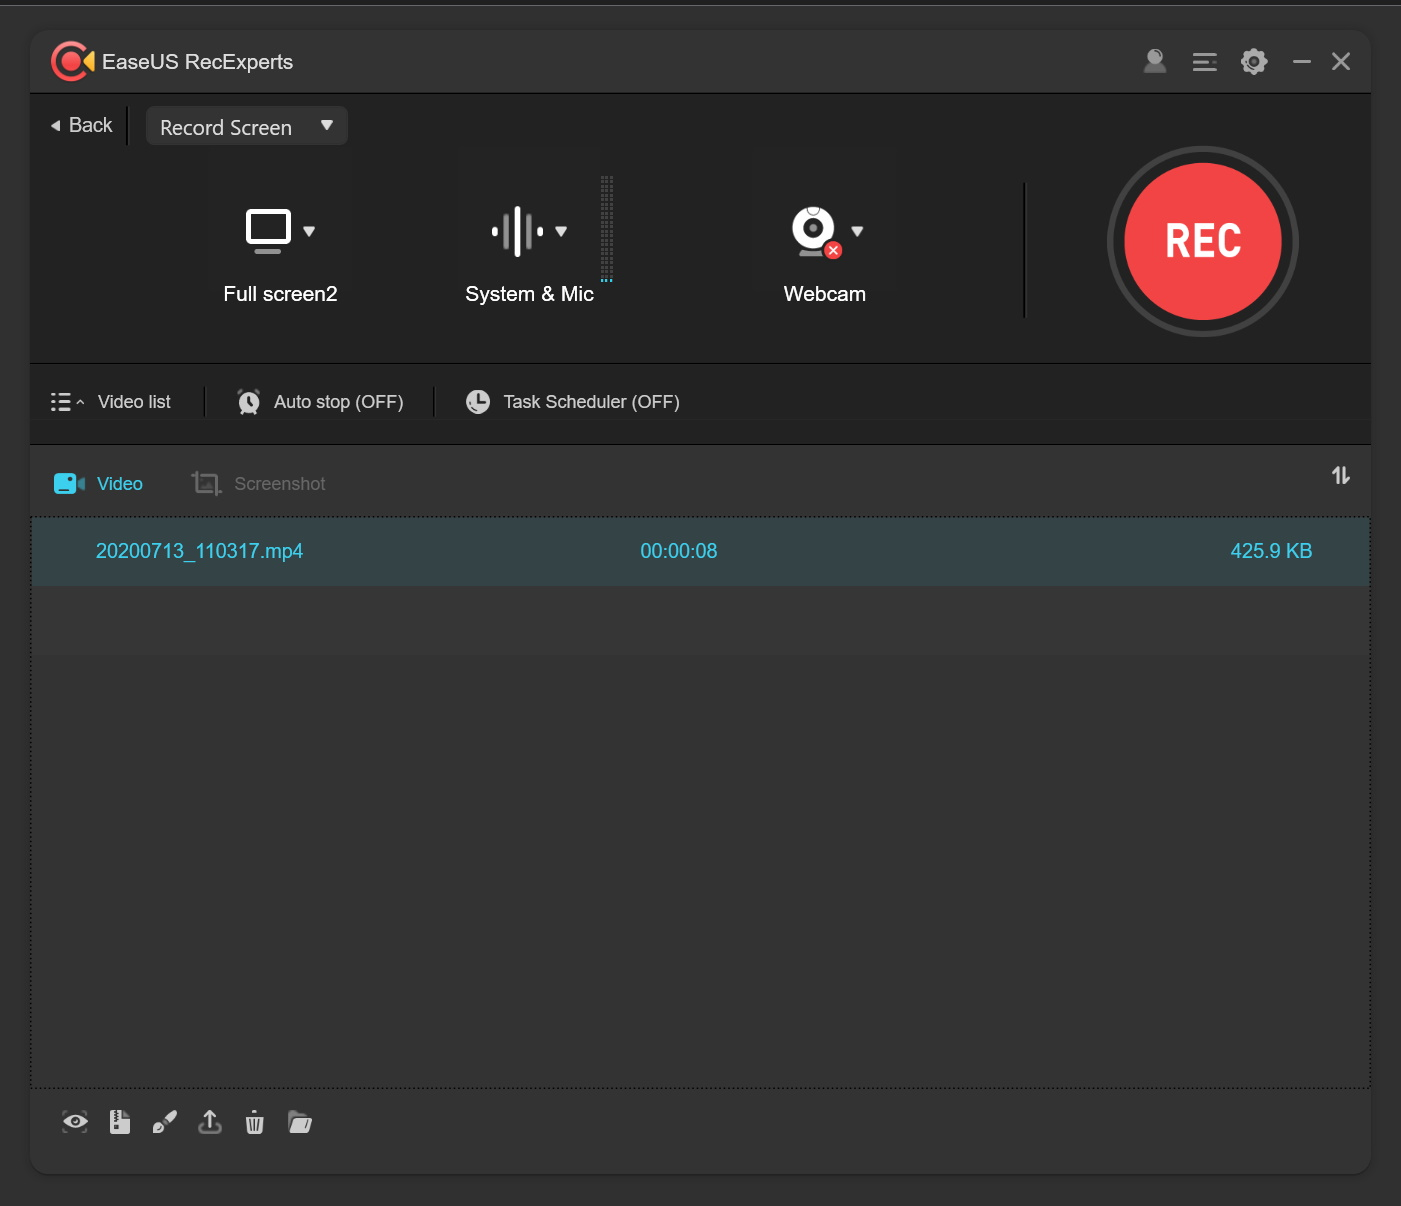 EaseUS RecExperts
Back
Record Screen
Full screen2
System & Mic
Webcam
REC
Video list
Auto stop (OFF)
Task Scheduler (OFF)
Video
Screenshot
20200713_110317.mp4 00:00:08 425.9 KB